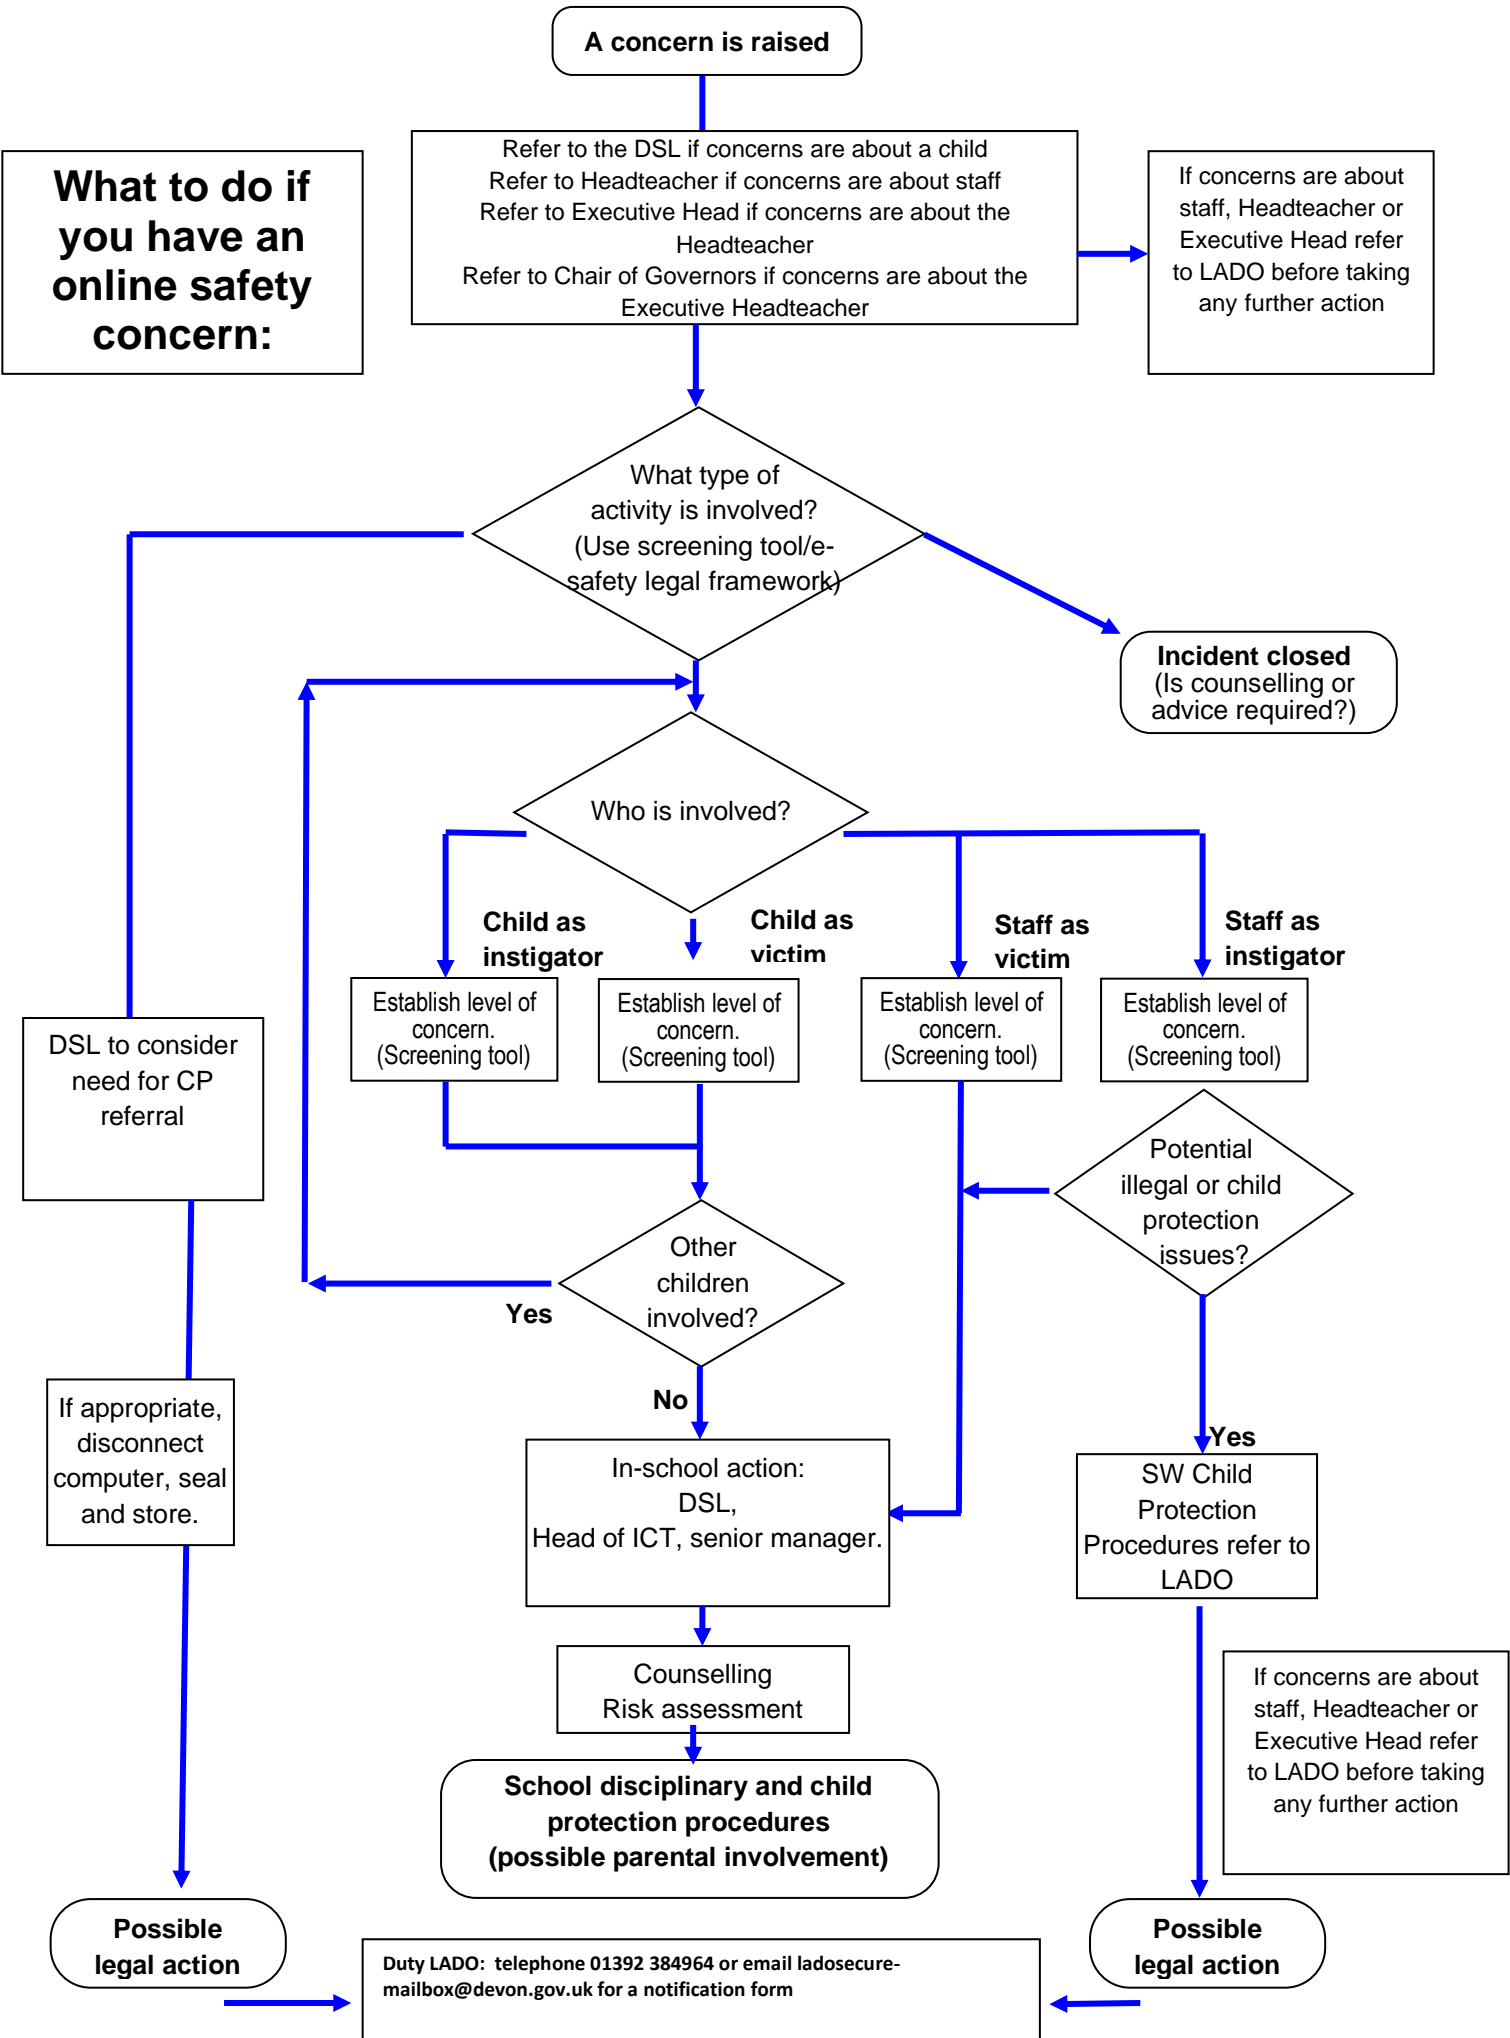 A concern is raised
What to do if
you have an
online safety
concern:
Refer to the DSL if concerns are about a child
Refer to Headteacher if concerns are about staff
Refer to Executive Head if concerns are about the
Headteacher
Refer to Chair of Governors if concerns are about the
Executive Headteacher
If concerns are about
staff, Headteacher or
Executive Head refer
to LADO before taking
any further action
What type of
activity is involved?
(Use screening tool/e-
safety legal framework)
Incident closed
(Is counselling or
advice required?)
Who is involved?
Child as
instigator
Child as
victim
Staff as
victim
Staff as
instigator
Establish level of
concern.
(Screening tool)
Establish level of
concern.
(Screening tool)
Establish level of
concern.
(Screening tool)
Establish level of
concern.
(Screening tool)
DSL to consider
need for CP
referral
Potential
illegal or child
protection
issues?
Other
children
involved?
Yes
No
If appropriate,
disconnect
computer, seal
and store.
In-school action:
DSL,
Head of ICT, senior manager.
Yes
SW Child
Protection
Procedures refer to
LADO
Counselling
Risk assessment
If concerns are about
staff, Headteacher or
Executive Head refer
to LADO before taking
any further action
School disciplinary and child
protection procedures
(possible parental involvement)
Possible
legal action
Possible
legal action
Duty LADO:  telephone 01392 384964 or email ladosecure-
mailbox@devon.gov.uk for a notification form